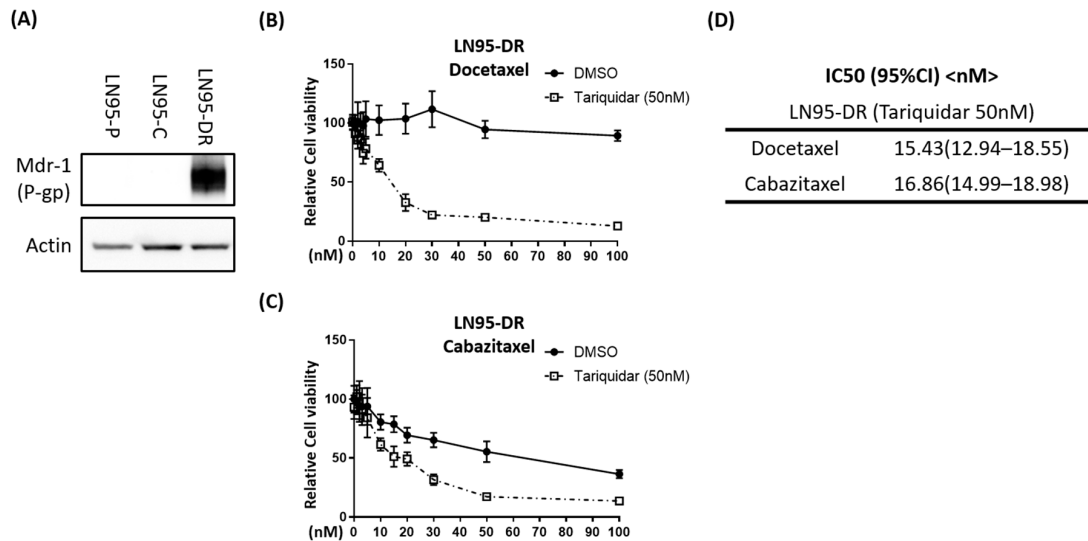 (A)
LN95-P
LN95-C
LN95-DR
Mdr-1
(P-gp)
Actin
(B)
LN95-DR
Docetaxel
DMSO
Tariquidar (50nM)
Relative Cell viability
150
100
50
0
(nM)
0 10 20 30 40 50 60 70 80 90 100
(C)
LN95-DR
Cabazitaxel
DMSO
Tariquidar (50nM)
Relative Cell viability
150
100
50
0
(nM)
0 10 20 30 40 50 60 70 80 90 100
(D)
IC50 (95%CI) <nM>
LN95-DR (Tariquidar 50nM)
Docetaxel 15.43(12.94–18.55)
Cabazitaxel 16.86(14.99–18.98)